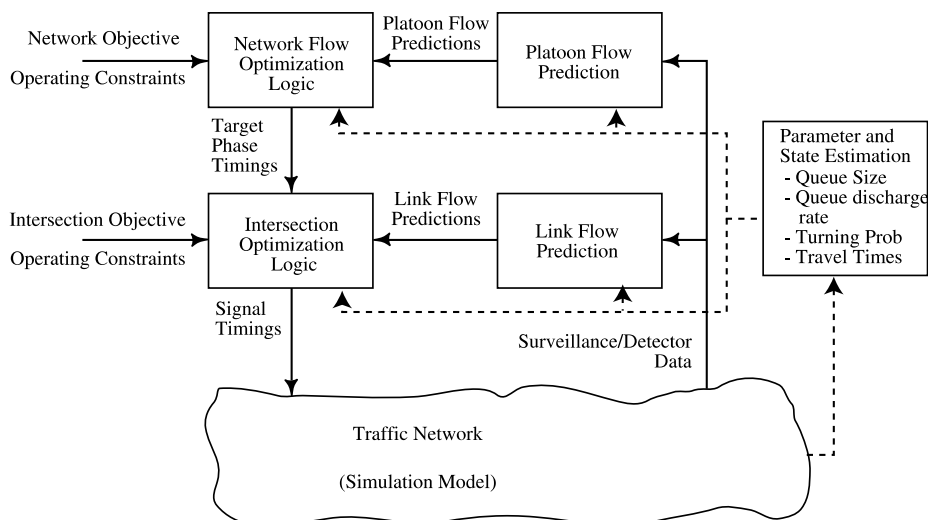 Network Objective
Operating Constraints
Network Flow
Optimization
Logic
Platoon Flow
Predictions
Platoon Flow
Prediction
Target
Phase
Timings
Parameter and
State Estimation
- Queue Size
- Queue discharge
rate
- Turning Prob
- Travel Times
Intersection Objective
Operating Constraints
Intersection
Optimization
Logic
Link Flow
Predictions
Link Flow
Prediction
Signal
Timings
Surveillance/Detector
Data
Traffic Network
(Simulation Model)